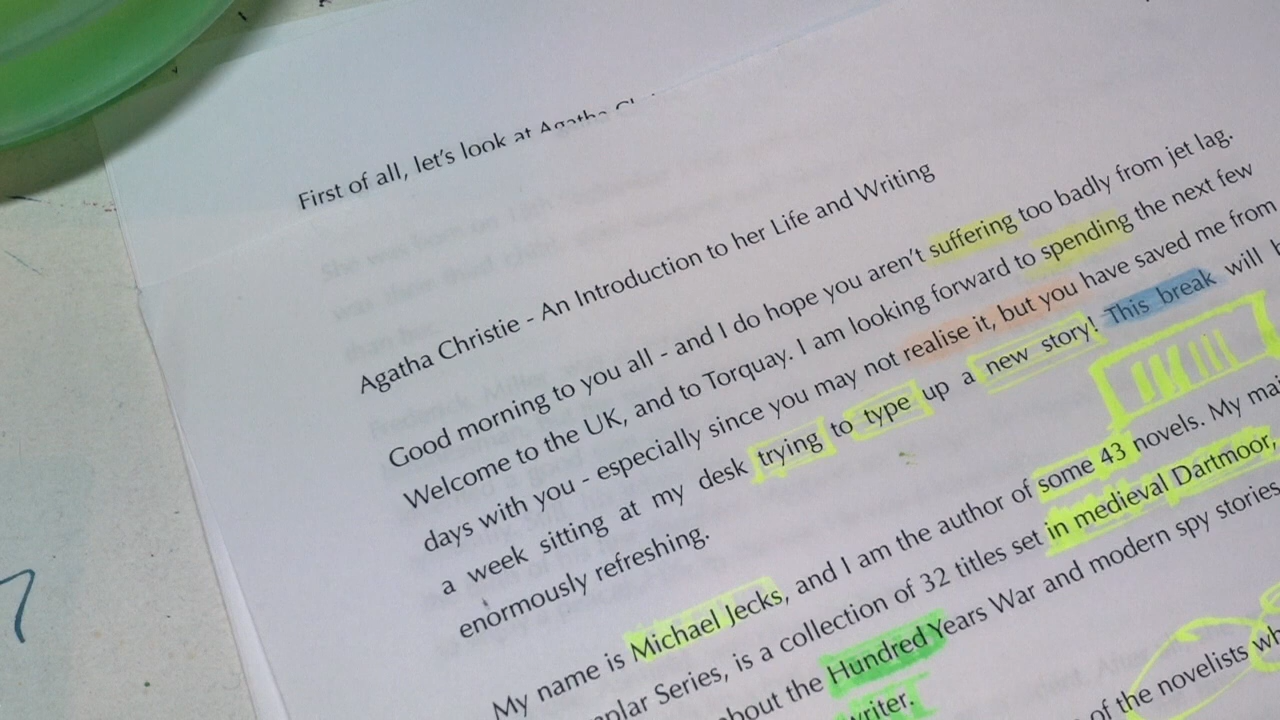 First of all, let's look at Agatha
Agatha Christie - An Introduction to her Life and Writing
Good morning to you all - and I do hope you aren't suffering too badly from jet lag.
Welcome to the UK, and to Torquay. I am looking forward to spending the next few
days with you - especially since you may not realise it, but you have saved me from
a week sitting at my desk trying to type up a new story! This break will
enormously refreshing.
My name is Michael Jecks, and I am the author of some 43 novels. My
Series, is a collection of 32 titles set in medieval Dartmoor,
about the Hundred Years War and modern spy stories
writer.
of the novelists